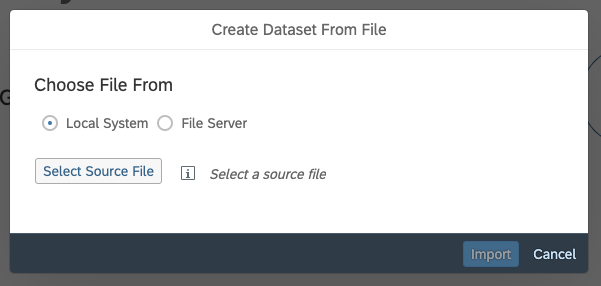 Create Dataset From File
Choose File From
Local System File Server
Select Source File Select a source file
Import Cancel